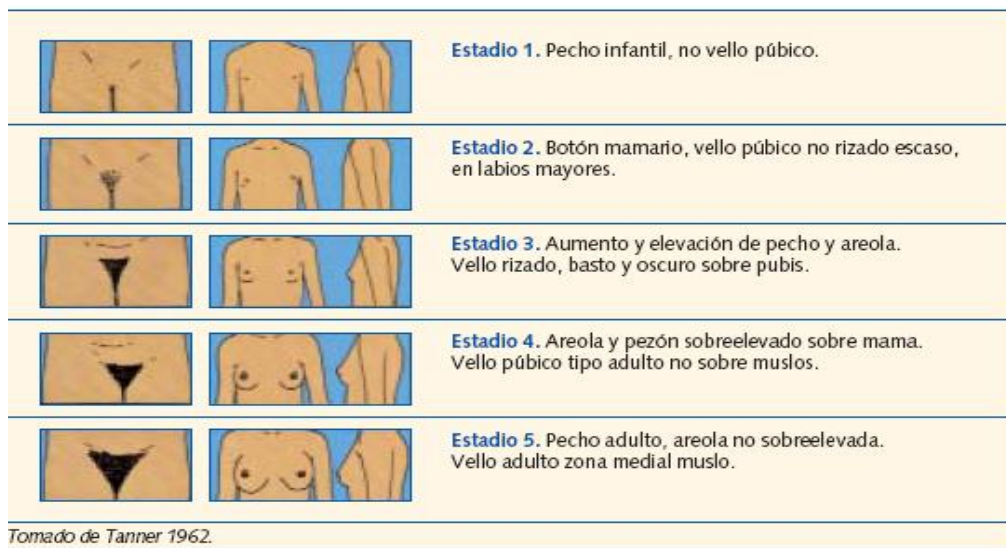 Estadio 1. Pecho infantil, no vello púbico.
Estadio 2. Botón mamario, vello púbico no rizado escaso,
en labios mayores.
Estadio 3. Aumento y elevación de pecho y areola.
Vello rizado, basto y oscuro sobre pubis.
Estadio 4. Areola y pezón sobreelevado sobre mama.
Vello púbico tipo adulto no sobre muslos.
Estadio 5. Pecho adulto, areola no sobreelevada.
Vello adulto zona medial muslo.
Tomado de Tanner 1962.